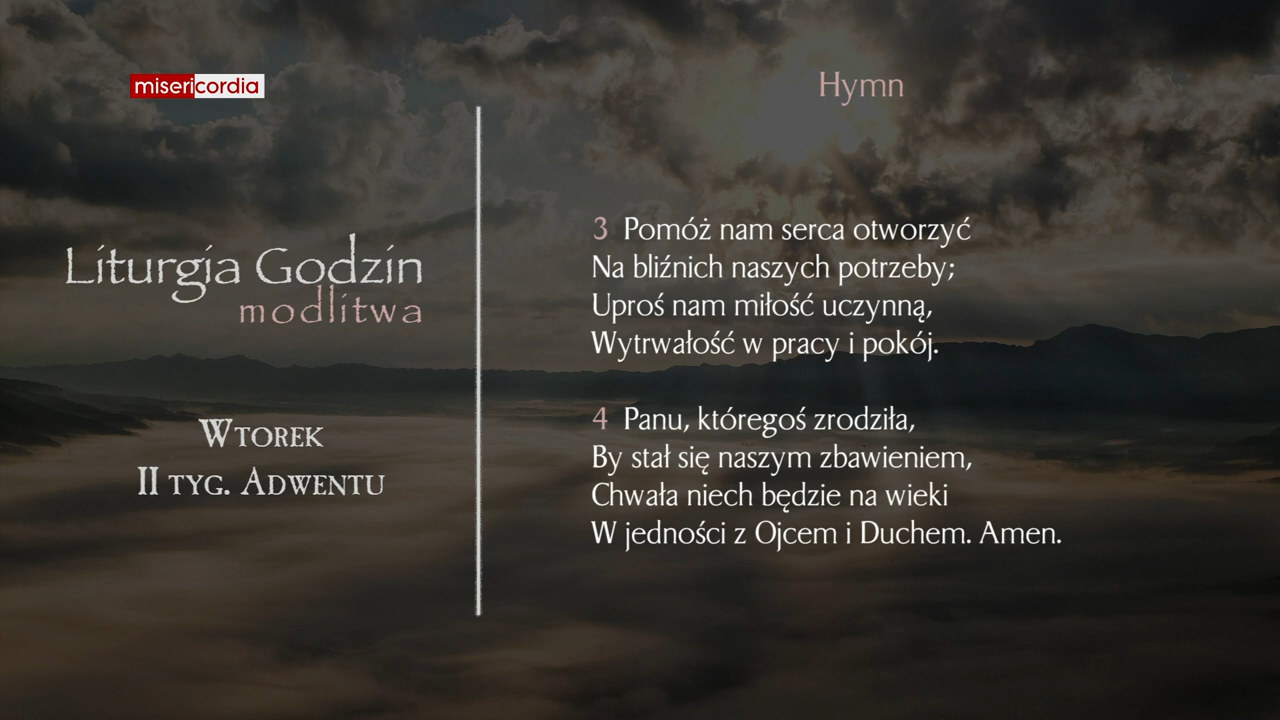 misericordia
Liturgia Godzin
modlitwa
Wtorek
II tyg. Adwentu
Hymn
3 Pomóż nam serca otworzyć
Na bliźnich naszych potrzeby;
Uproś nam miłość uczynną,
Wytrwałość w pracy i pokój.
4 Panu, któregoś zrodziła,
By stał się naszym zbawieniem,
Chwała niech będzie na wieki
W jedności z Ojcem i Duchem. Amen.